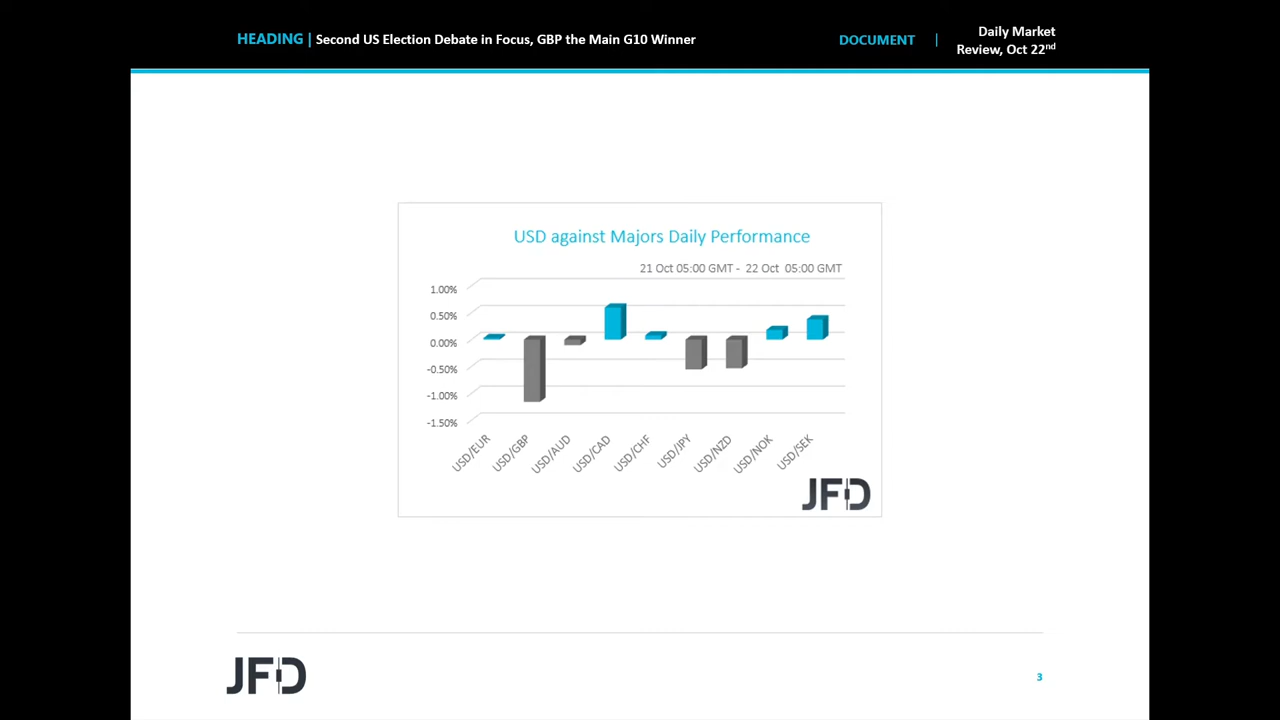 HEADING | Second US Election Debate in Focus, GBP the Main G10 Winner
DOCUMENT |
Daily Market
Review, Oct 22nd
USD against Majors Daily Performance
21 Oct 05:00 GMT - 22 Oct 05:00 GMT
1.00%
0.50%
0.00%
-0.50%
-1.00%
-1.50%
USD/EUR
USD/GBP
USD/AUD
USD/CAD
USD/CHF
USD/JPY
USD/NZD
USD/NOK
USD/SEK
JFD
JFD
3